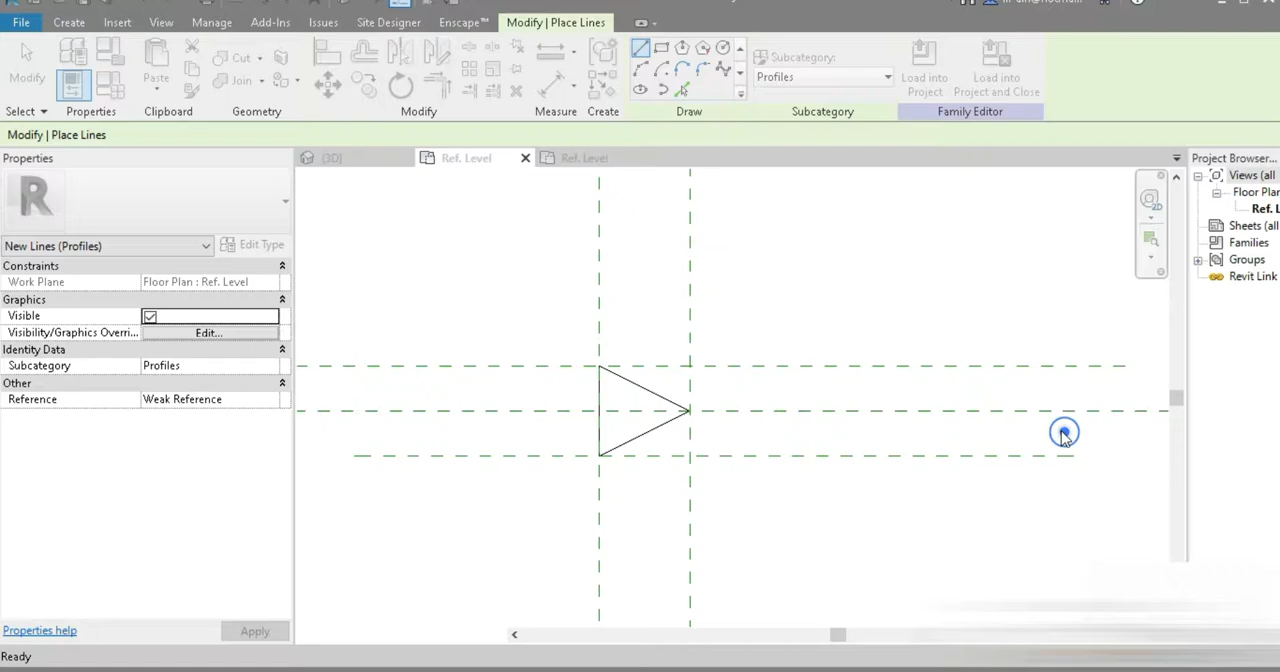 File Create Insert View Manage Add-Ins Issues Site Designer Enscape™ Modify | Place Lines
Modify
Paste
Cut
Join
Subcategory:
Profiles
Load into Project
Load into Project and Close
Select Properties Clipboard Geometry Modify Measure Create Draw Subcategory Family Editor
Modify | Place Lines
Properties
(3D)
Ref. Level
Ref. Level
Project Browser...
R
New Lines (Profiles)
Edit Type
Constraints
Work Plane Floor Plan : Ref. Level
Graphics
Visible
Visibility/Graphics Overri... Edit...
Identity Data
Subcategory Profiles
Other
Reference Weak Reference
2D
Views (all
Floor Plan
Ref. L
Sheets (all
Families
Groups
Revit Link
Properties help
Apply
Ready